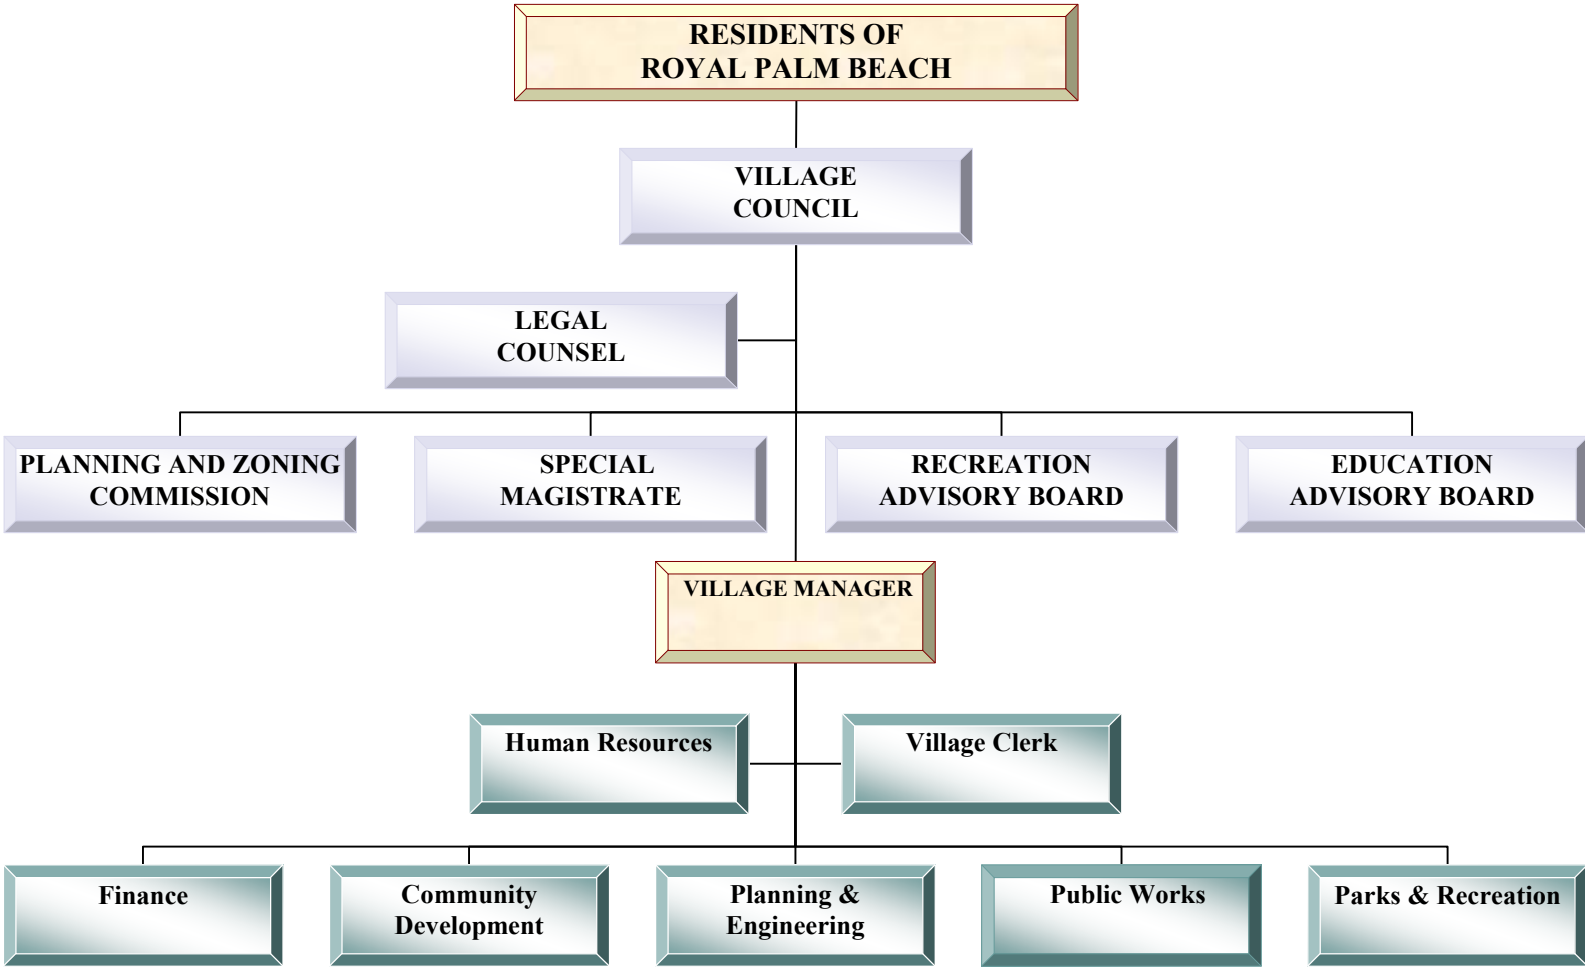 RESIDENTS OF
ROYAL PALM BEACH
VILLAGE
COUNCIL
LEGAL
COUNSEL
PLANNING AND ZONING
COMMISSION
SPECIAL
MAGISTRATE
RECREATION
ADVISORY BOARD
EDUCATION
ADVISORY BOARD
VILLAGE MANAGER
Human Resources
Village Clerk
Finance
Community
Development
Planning &
Engineering
Public Works
Parks & Recreation